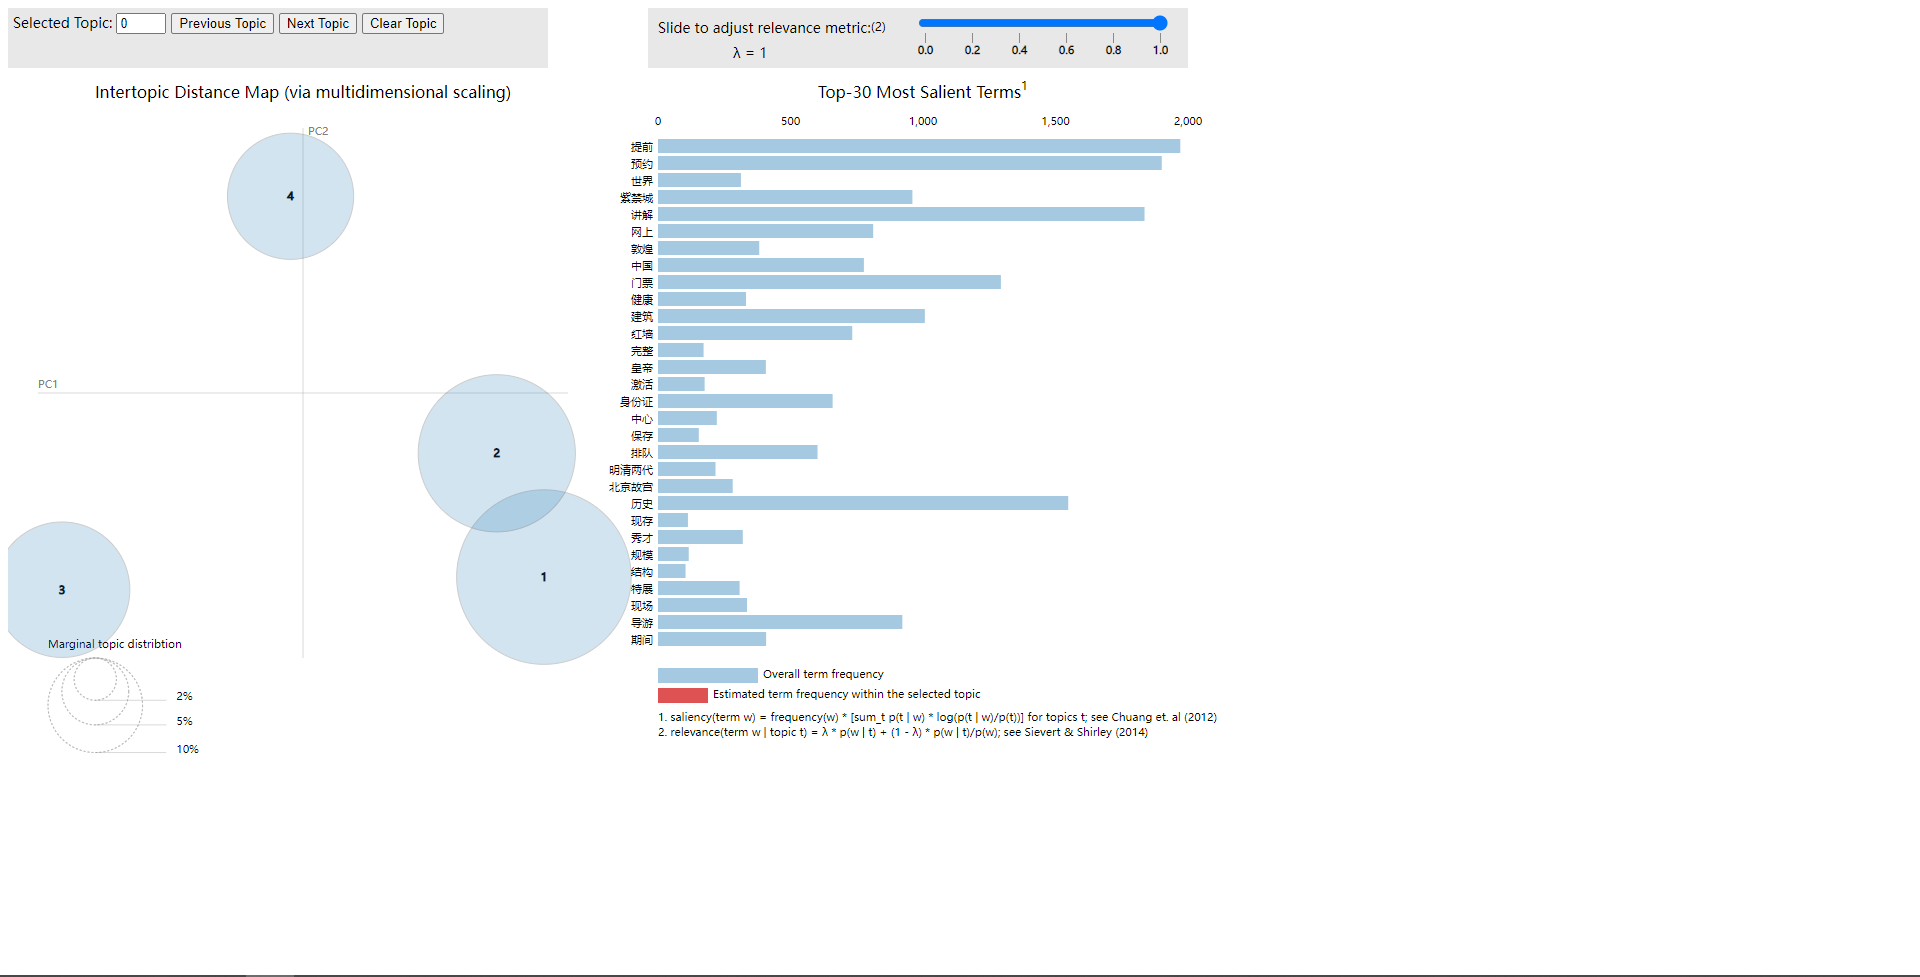 Selected Topic: 0 Previous Topic Next Topic Clear Topic
Slide to adjust relevance metric:(2)
λ = 1
0.0 0.2 0.4 0.6 0.8 1.0
Intertopic Distance Map (via multidimensional scaling)
PC2
PC1
4
2
1
3
Marginal topic distribtion
2%
5%
10%
Top-30 Most Salient Terms1
0 500 1,000 1,500 2,000
提前
预约
世界
紫禁城
讲解
网上
敦煌
中国
门票
健康
建筑
红墙
完整
皇帝
激活
身份证
中心
保存
排队
明清两代
北京故宫
历史
现存
秀才
规模
结构
特展
现场
导游
期间
Overall term frequency
Estimated term frequency within the selected topic
1. saliency(term w) = frequency(w) * [sum_t p(t | w) * log(p(t | w)/p(t))] for topics t; see Chuang et. al (2012)
2. relevance(term w | topic t) = λ * p(w | t) + (1 - λ) * p(w | t)/p(w); see Sievert & Shirley (2014)